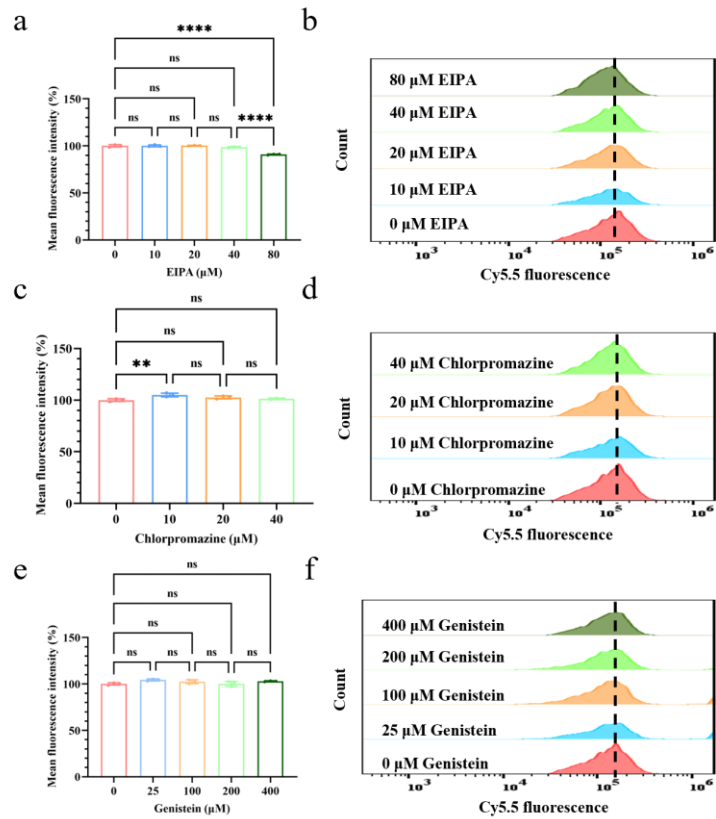 a
****
ns
ns
ns
ns
ns
****
Mean fluorescence intensity (%)
150
100
50
0
0 10 20 40 80
EIPA (μM)
b
80 μM EIPA
40 μM EIPA
20 μM EIPA
10 μM EIPA
0 μM EIPA
Count
10³ 10⁴ 10⁵ 10⁶
Cy5.5 fluorescence
c
ns
ns
**
ns
ns
Mean fluorescence intensity (%)
150
100
50
0
0 10 20 40
Chlorpromazine (μM)
d
40 μM Chlorpromazine
20 μM Chlorpromazine
10 μM Chlorpromazine
0 μM Chlorpromazine
Count
10³ 10⁴ 10⁵ 10⁶
Cy5.5 fluorescence
e
ns
ns
ns
ns
ns
ns
ns
Mean fluorescence intensity (%)
150
100
50
0
0 25 100 200 400
Genistein (μM)
f
400 μM Genistein
200 μM Genistein
100 μM Genistein
25 μM Genistein
0 μM Genistein
Count
10³ 10⁴ 10⁵ 10⁶
Cy5.5 fluorescence